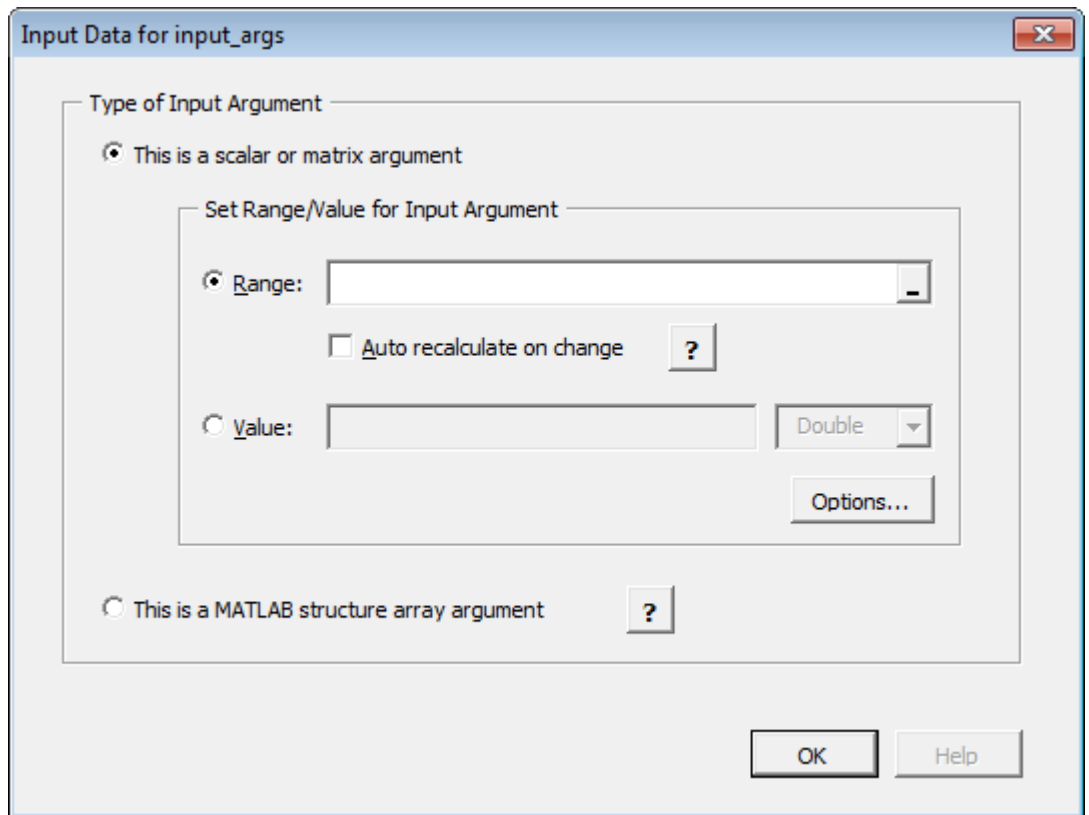 Input Data for input_args
Type of Input Argument
This is a scalar or matrix argument
Set Range/Value for Input Argument
Range:
_
Auto recalculate on change
?
Value:
Double
Options...
This is a MATLAB structure array argument
?
OK
Help